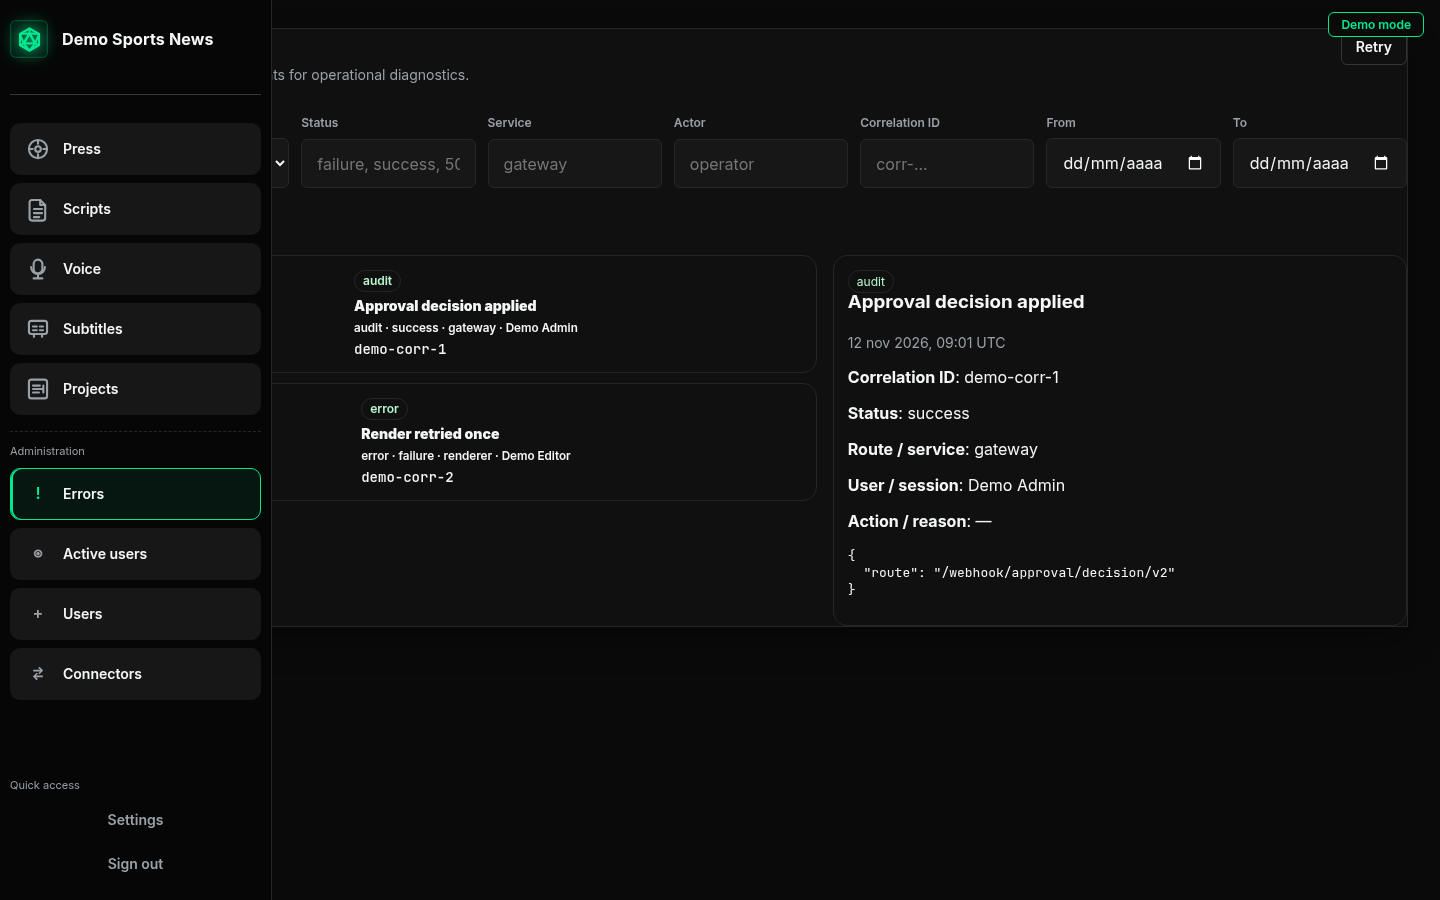 Demo Sports News
Press
Scripts
Voice
Subtitles
Projects
Administration
! Errors
Active users
+ Users
Connectors
Quick access
Settings
Sign out
Demo mode
Retry
ts for operational diagnostics.
Status
Service
Actor
Correlation ID
From
To
failure, success, 50
gateway
operator
corr-...
dd/mm/aaaa
dd/mm/aaaa
audit
Approval decision applied
audit · success · gateway · Demo Admin
demo-corr-1
error
Render retried once
error · failure · renderer · Demo Editor
demo-corr-2
audit
Approval decision applied
12 nov 2026, 09:01 UTC
Correlation ID: demo-corr-1
Status: success
Route / service: gateway
User / session: Demo Admin
Action / reason: —
{
"route": "/webhook/approval/decision/v2"
}